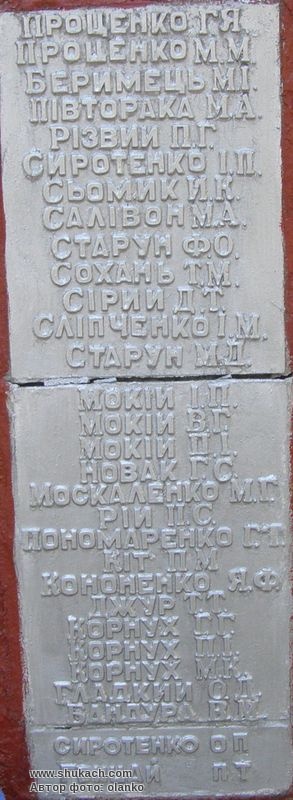 ПРОЦЕНКО Г.Я
ПРОЦЕНКО М.М
БЕРИМЕЦЬ М.І.
ПІВТОРАКА М.А.
РІЗВИЙ П.Г.
СИРОТЕНКО І.П.
СЬОМИК Й.К.
САЛІВОН М.А.
СТАРУН Ф.О.
СОХАНЬ Т.М.
СІРИЙ Д.Т.
СЛІПЧЕНКО І.М.
СТАРУН М.Д.
МОКІЙ І.П.
МОКІЙ В.Г.
МОКІЙ П.І.
НОВАК Г.С.
МОСКАЛЕНКО М.Г.
РІЙ П.С.
ПОНОМАРЕНКО Г.П
КІТ П.М
КОНОНЕНКО Я.Ф.
ДЖУР Т.Т.
КОРНУХ Г.Г.
КОРНУХ П.І.
КОРНУХ М.К.
ГЛАДКИЙ О.Д.
БАНДУРА В.М.
СИРОТЕНКО О П
П Т
www.shukach.com
Автор фото: olanko